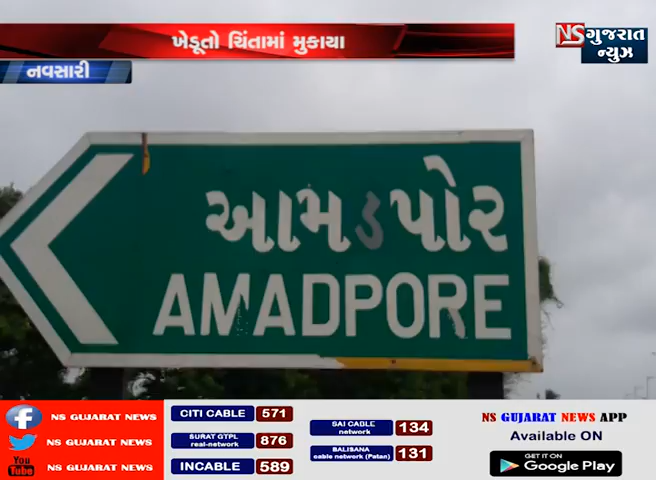 ખેડૂતો ચિંતામાં મુકાયા
NS ગુજરાત
ન્યુઝ
નવસારી
આમડપોર
AMADPORE
NS GUJARAT NEWS
NS GUJARAT NEWS
You Tube NS GUJARAT NEWS
CITI CABLE 571
SURAT GTPL real-network 876
INCABLE 589
SAI CABLE network 134
BALISANA cable network (Patan) 131
NS GUJARAT NEWS APP
Available ON
GET IT ON
Google Play